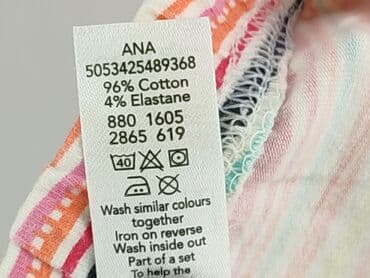 ANA
5053425489368
96% Cotton
4% Elastane
880 1605
2865 619
40
Wash similar colours
together
Iron on reverse
Wash inside out
Part of a set
To help the